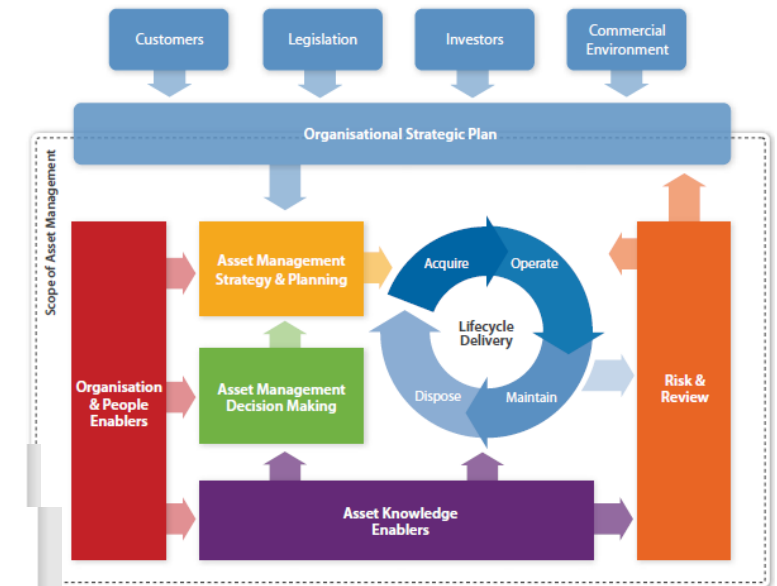 Customers
Legislation
Investors
Commercial
Environment
Organisational Strategic Plan
Scope of Asset Management
Asset Management
Strategy & Planning
Acquire
Operate
Lifecycle
Delivery
Organisation
& People
Enablers
Asset Management
Decision Making
Dispose
Maintain
Risk &
Review
Asset Knowledge
Enablers